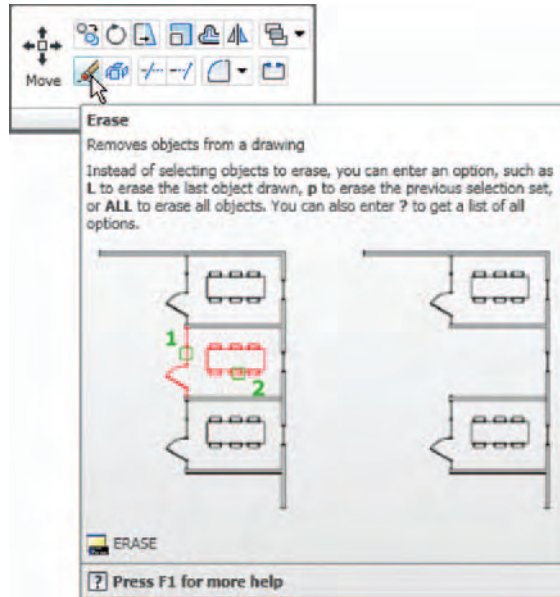 Move
Erase
Removes objects from a drawing
Instead of selecting objects to erase, you can enter an option, such as
L to erase the last object drawn, p to erase the previous selection set,
or ALL to erase all objects. You can also enter ? to get a list of all
options.
1
2
ERASE
? Press F1 for more help